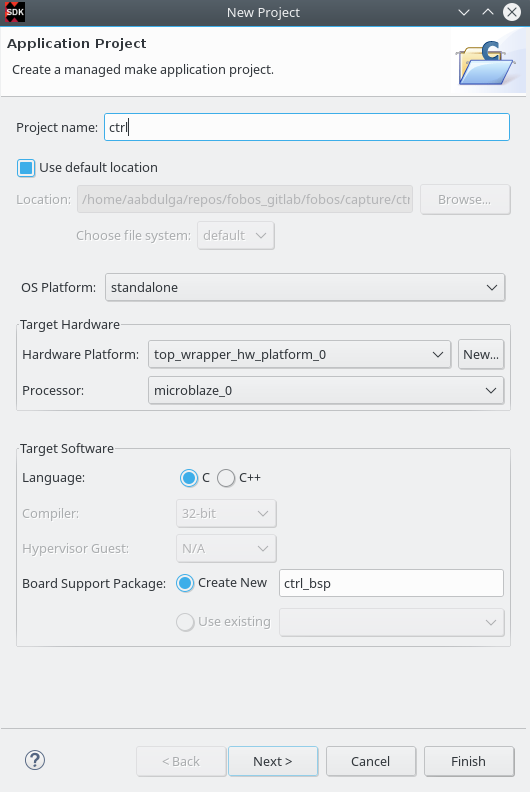 SDK
New Project
Application Project
Create a managed make application project.
C
Project name: ctrl
Use default location
Location: /home/aabdulga/repos/fobos_gitlab/fobos/capture/ctr Browse...
Choose file system: default
OS Platform: standalone
Target Hardware
Hardware Platform: top_wrapper_hw_platform_0 New...
Processor: microblaze_0
Target Software
Language: C C++
Compiler: 32-bit
Hypervisor Guest: N/A
Board Support Package: Create New ctrl_bsp
Use existing
? < Back Next > Cancel Finish